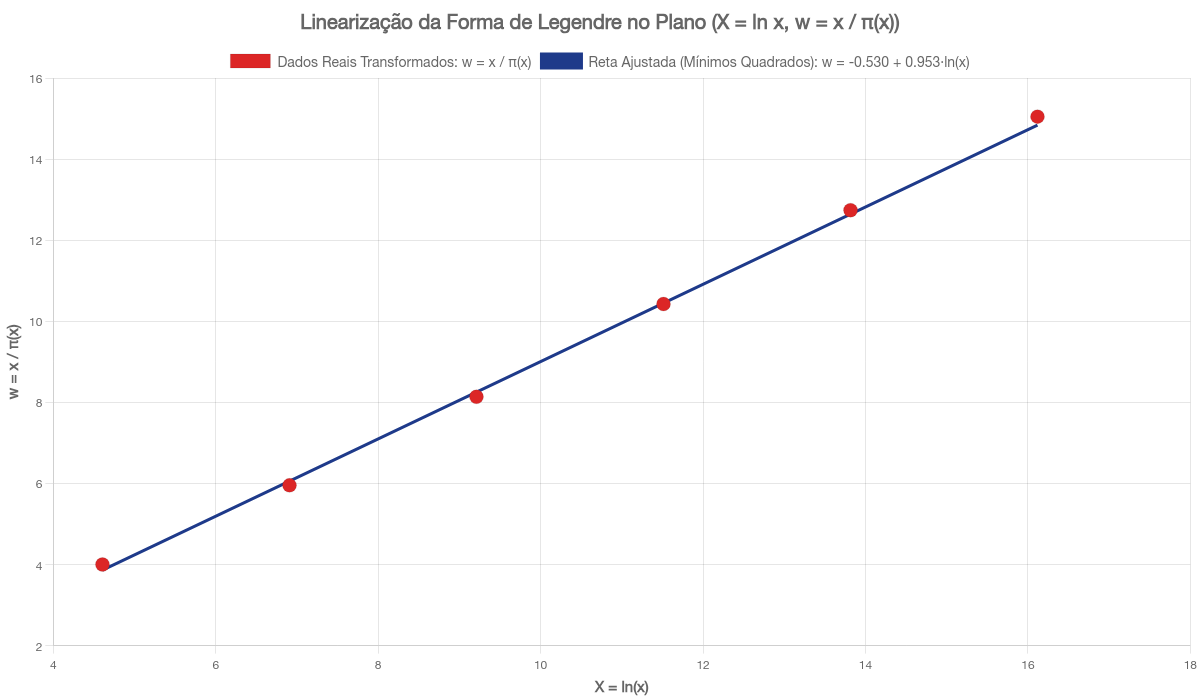 Linearização da Forma de Legendre no Plano (X = ln x, w = x / π(x))
Dados Reais Transformados: w = x / π(x) Reta Ajustada (Mínimos Quadrados): w = -0.530 + 0.953·ln(x)
16
14
12
10
8
6
4
2
w = x / π(x)
4 6 8 10 12 14 16 18
X = ln(x)